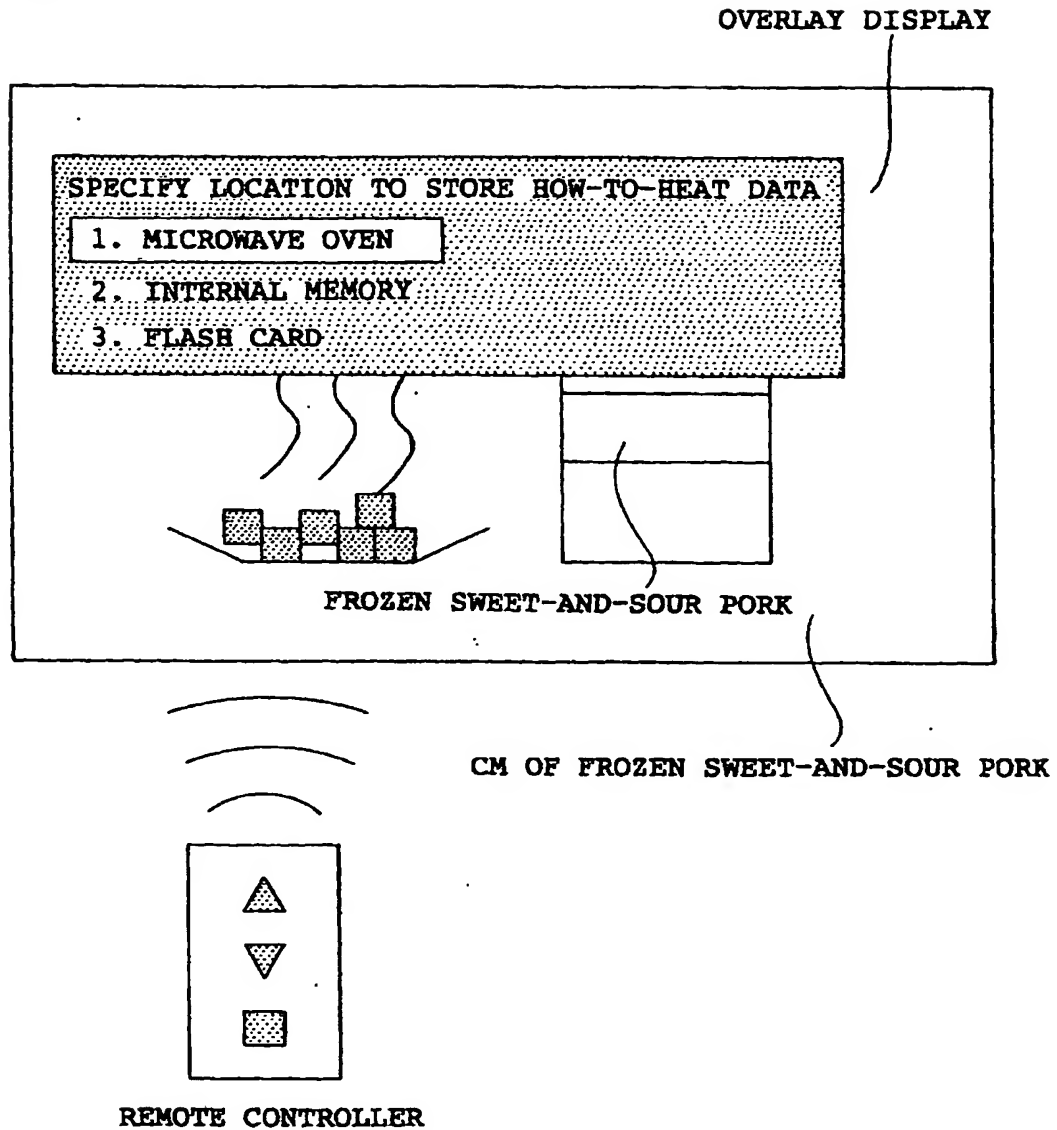 OVERLAY DISPLAY
SPECIFY LOCATION TO STORE HOW-TO-HEAT DATA
1. MICROWAVE OVEN
2. INTERNAL MEMORY
3. FLASH CARD
FROZEN SWEET-AND-SOUR PORK
CM OF FROZEN SWEET-AND-SOUR PORK
REMOTE CONTROLLER